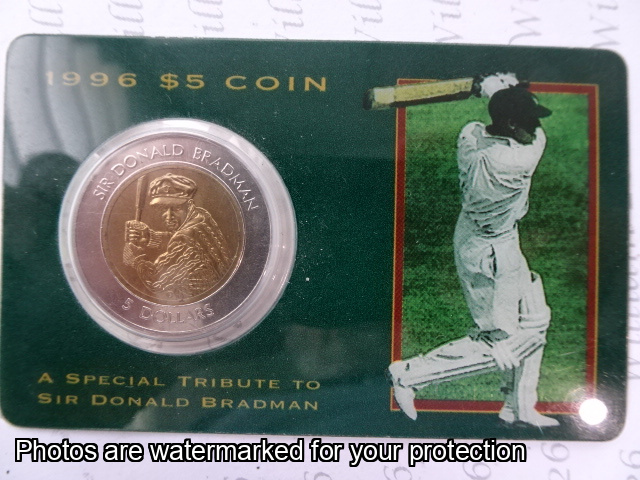 1996 $5 COIN
SIR DONALD BRADMAN
5 DOLLARS
A SPECIAL TRIBUTE TO
SIR DONALD BRADMAN
Photos are watermarked for your protection